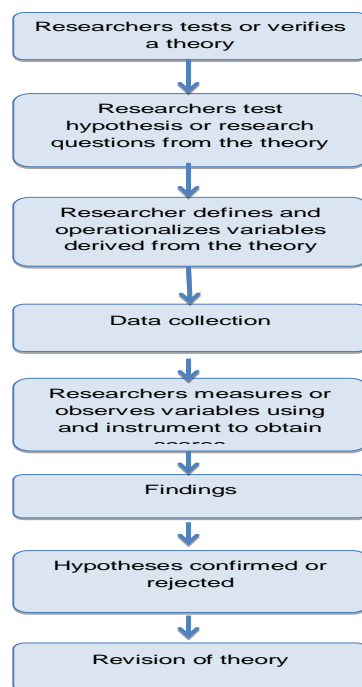 Researchers tests or verifies
a theory
Researchers test
hypothesis or research
questions from the theory
Researcher defines and
operationalizes variables
derived from the theory
Data collection
Researchers measures or
observes variables using
and instrument to obtain
Findings
Hypotheses confirmed or
rejected
Revision of theory